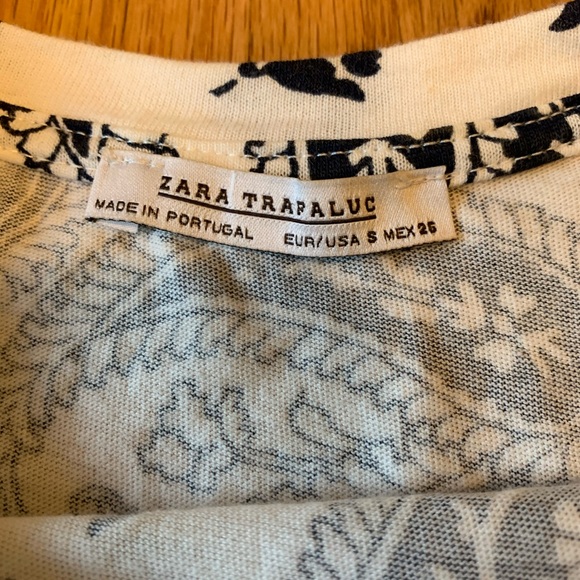 ZARA TRAFALUC
MADE IN PORTUGAL EUR/USA S MEX 26